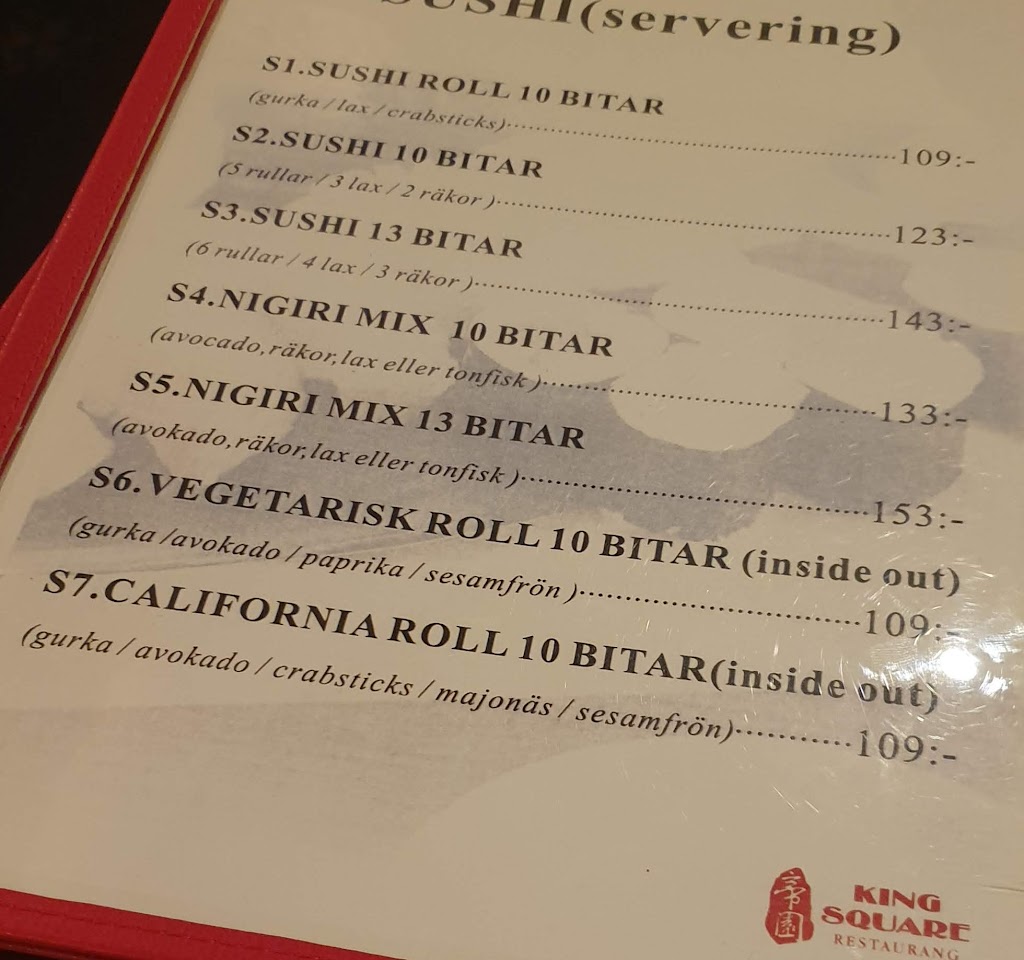 SUSHI(servering)
S1.SUSHI ROLL 10 BITAR
(gurka / lax / crabsticks)······109:-
S2.SUSHI 10 BITAR
(5 rullar / 3 lax / 2 räkor )······123:-
S3.SUSHI 13 BITAR
(6 rullar / 4 lax / 3 räkor )······143:-
S4.NIGIRI MIX 10 BITAR
(avocado,räkor,lax eller tonfisk )······133:-
S5.NIGIRI MIX 13 BITAR
(avokado,räkor,lax eller tonfisk )······153:-
S6.VEGETARISK ROLL 10 BITAR (inside out)
(gurka /avokado / paprika / sesamfrön )······109:-
S7.CALIFORNIA ROLL 10 BITAR(inside out)
(gurka / avokado / crabsticks / majonäs / sesamfrön)······109:-
帝園
KING
SQUARE
RESTAURANG